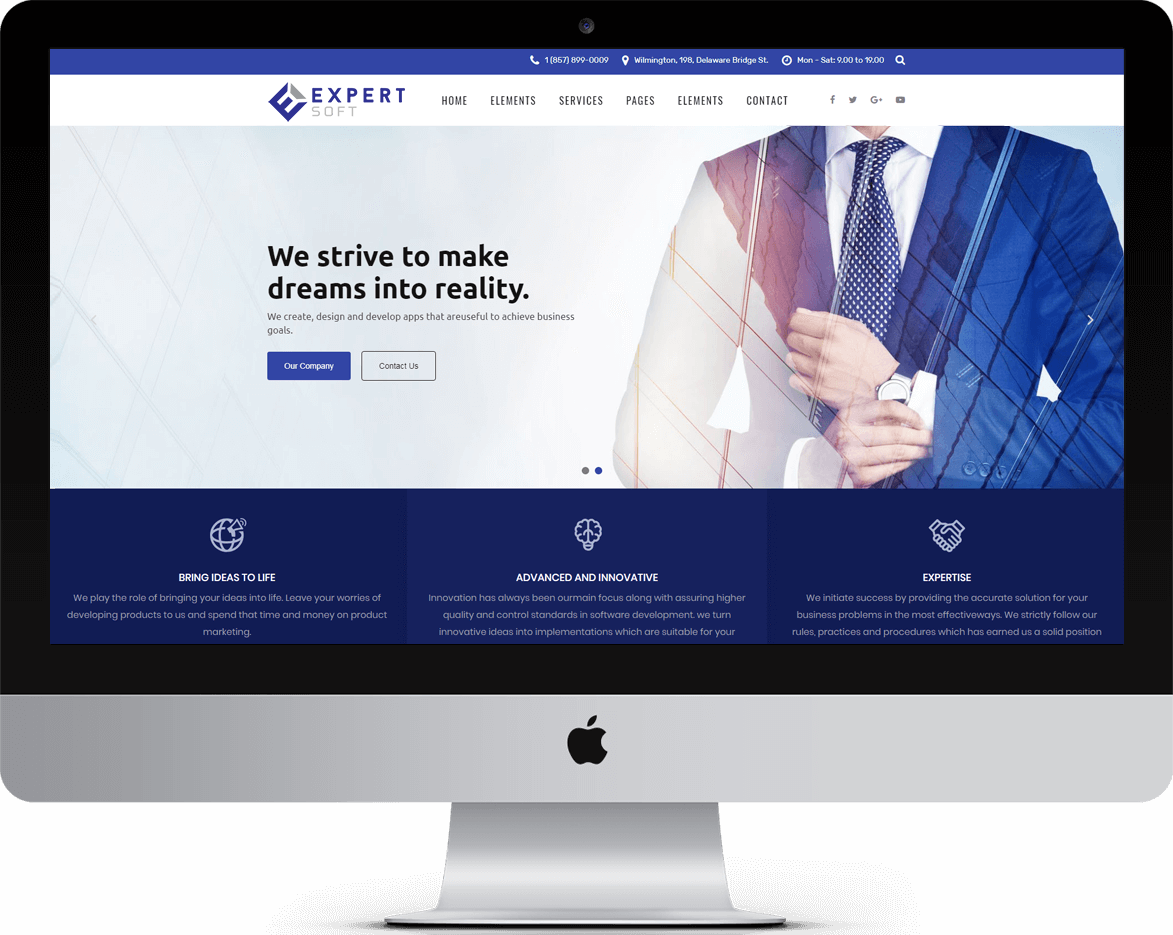 1 (857) 899-0009 Wilmington, 198, Delaware Bridge St. Mon - Sat: 9.00 to 19.00
EXPERT
SOFT
HOME ELEMENTS SERVICES PAGES ELEMENTS CONTACT
We strive to make
dreams into reality.
We create, design and develop apps that areuseful to achieve business
goals.
Our Company Contact Us
BRING IDEAS TO LIFE
We play the role of bringing your ideas into life. Leave your worries of
developing products to us and spend that time and money on product
marketing.
ADVANCED AND INNOVATIVE
Innovation has always been ourmain focus along with assuring higher
quality and control standards in software development. we turn
innovative ideas into implementations which are suitable for your
EXPERTISE
We initiate success by providing the accurate solution for your
business problems in the most effectiveways. We strictly follow our
rules, practices and procedures which has earned us a solid position